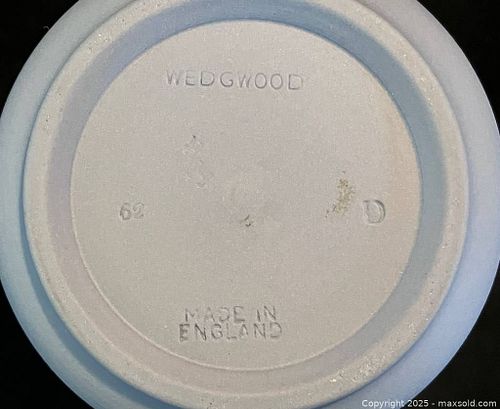 WEDGWOOD
62 D
MADE IN
ENGLAND
Copyright 2025 - maxsold.com